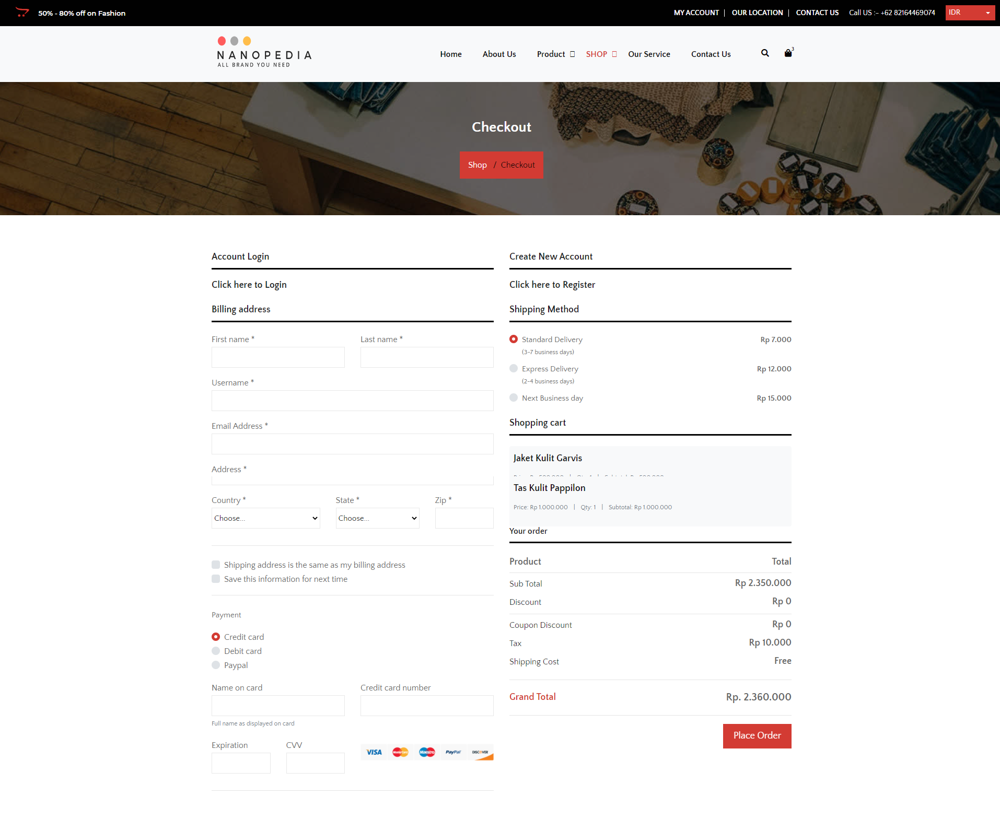 50% - 80% off on Fashion
MY ACCOUNT | OUR LOCATION | CONTACT US Call US :- +62 82164469074 IDR
NANOPEDIA
ALL BRAND YOU NEED
Home About Us Product SHOP Our Service Contact Us 3
Checkout
Shop / Checkout
Account Login
Click here to Login
Billing address
First name * Last name *
Username *
Email Address *
Address *
Country * State * Zip *
Choose... Choose...
Shipping address is the same as my billing address
Save this information for next time
Payment
Credit card
Debit card
Paypal
Name on card Credit card number
Full name as displayed on card
Expiration CVV
VISA MasterCard Maestro PayPal DISCOVER
Create New Account
Click here to Register
Shipping Method
Standard Delivery Rp 7.000
(3-7 business days)
Express Delivery Rp 12.000
(2-4 business days)
Next Business day Rp 15.000
Shopping cart
Jaket Kulit Garvis
Tas Kulit Pappilon
Price: Rp 1.000.000 | Qty: 1 | Subtotal: Rp 1.000.000
Your order
Product Total
Sub Total Rp 2.350.000
Discount Rp 0
Coupon Discount Rp 0
Tax Rp 10.000
Shipping Cost Free
Grand Total Rp. 2.360.000
Place Order